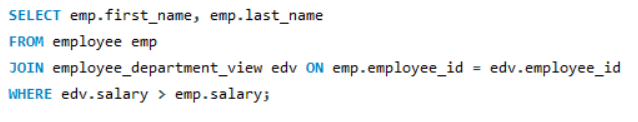 SELECT emp.first_name, emp.last_name
FROM employee emp
JOIN employee_department_view edv ON emp.employee_id = edv.employee_id
WHERE edv.salary > emp.salary;